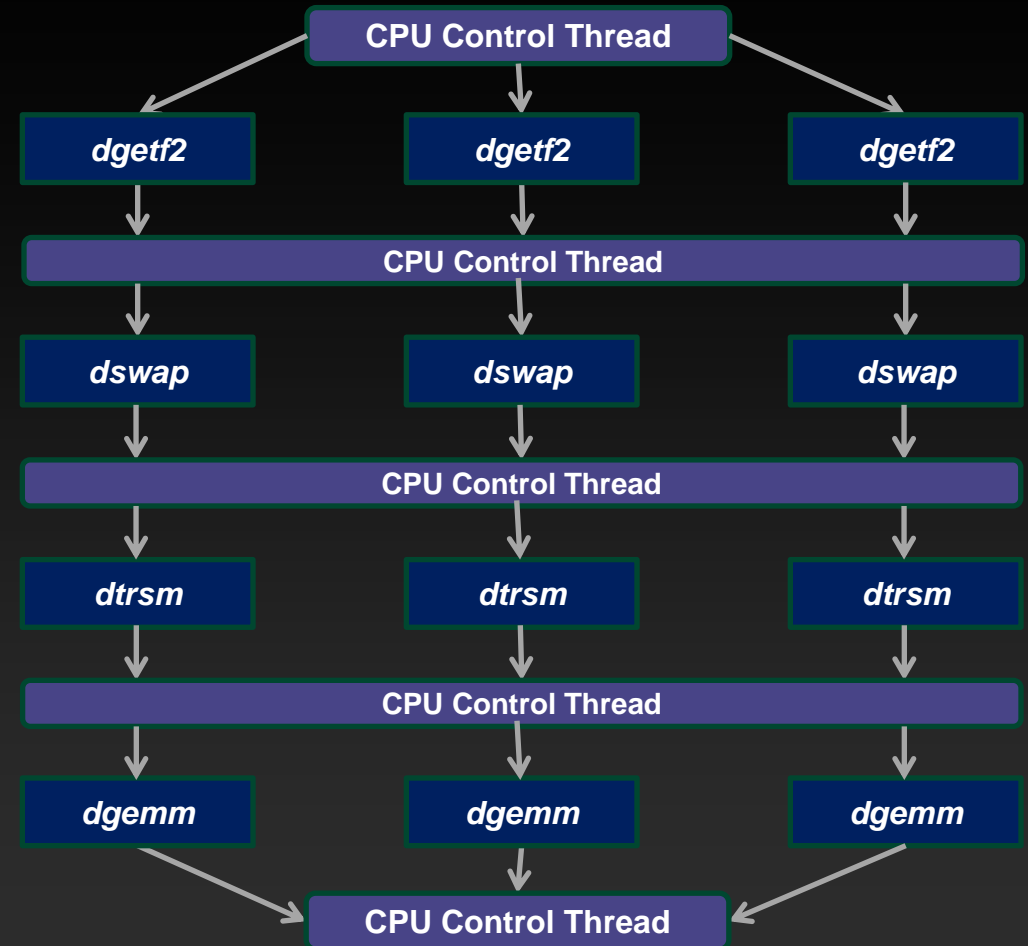 CPU Control Thread
dgetf2 dgetf2 dgetf2
CPU Control Thread
dswap dswap dswap
CPU Control Thread
dtrsm dtrsm dtrsm
CPU Control Thread
dgemm dgemm dgemm
CPU Control Thread